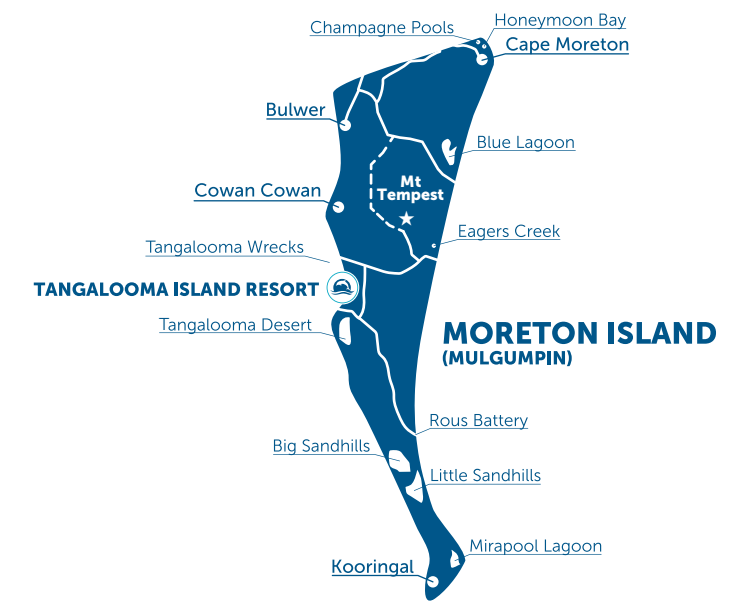 Honeymoon Bay
Champagne Pools
Cape Moreton
Bulwer
Blue Lagoon
Mt
Tempest
Cowan Cowan
Eagers Creek
Tangalooma Wrecks
TANGALOOMA ISLAND RESORT
Tangalooma Desert
MORETON ISLAND
(MULGUMPIN)
Rous Battery
Big Sandhills
Little Sandhills
Mirapool Lagoon
Kooringal